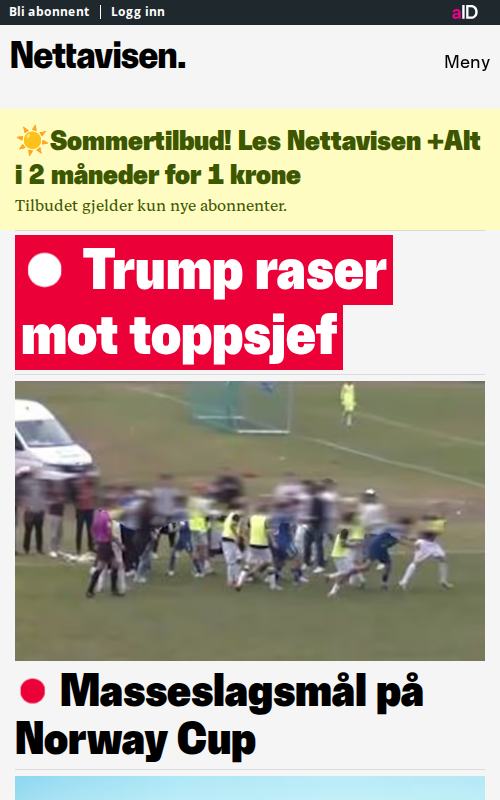 Bli abonnent
Logg inn
aID
Nettavisen.
Meny
☀️Sommertilbud! Les Nettavisen +Alt
i 2 måneder for 1 krone
Tilbudet gjelder kun nye abonnenter.
Trump raser
mot toppsjef
Masseslagsmål på
Norway Cup